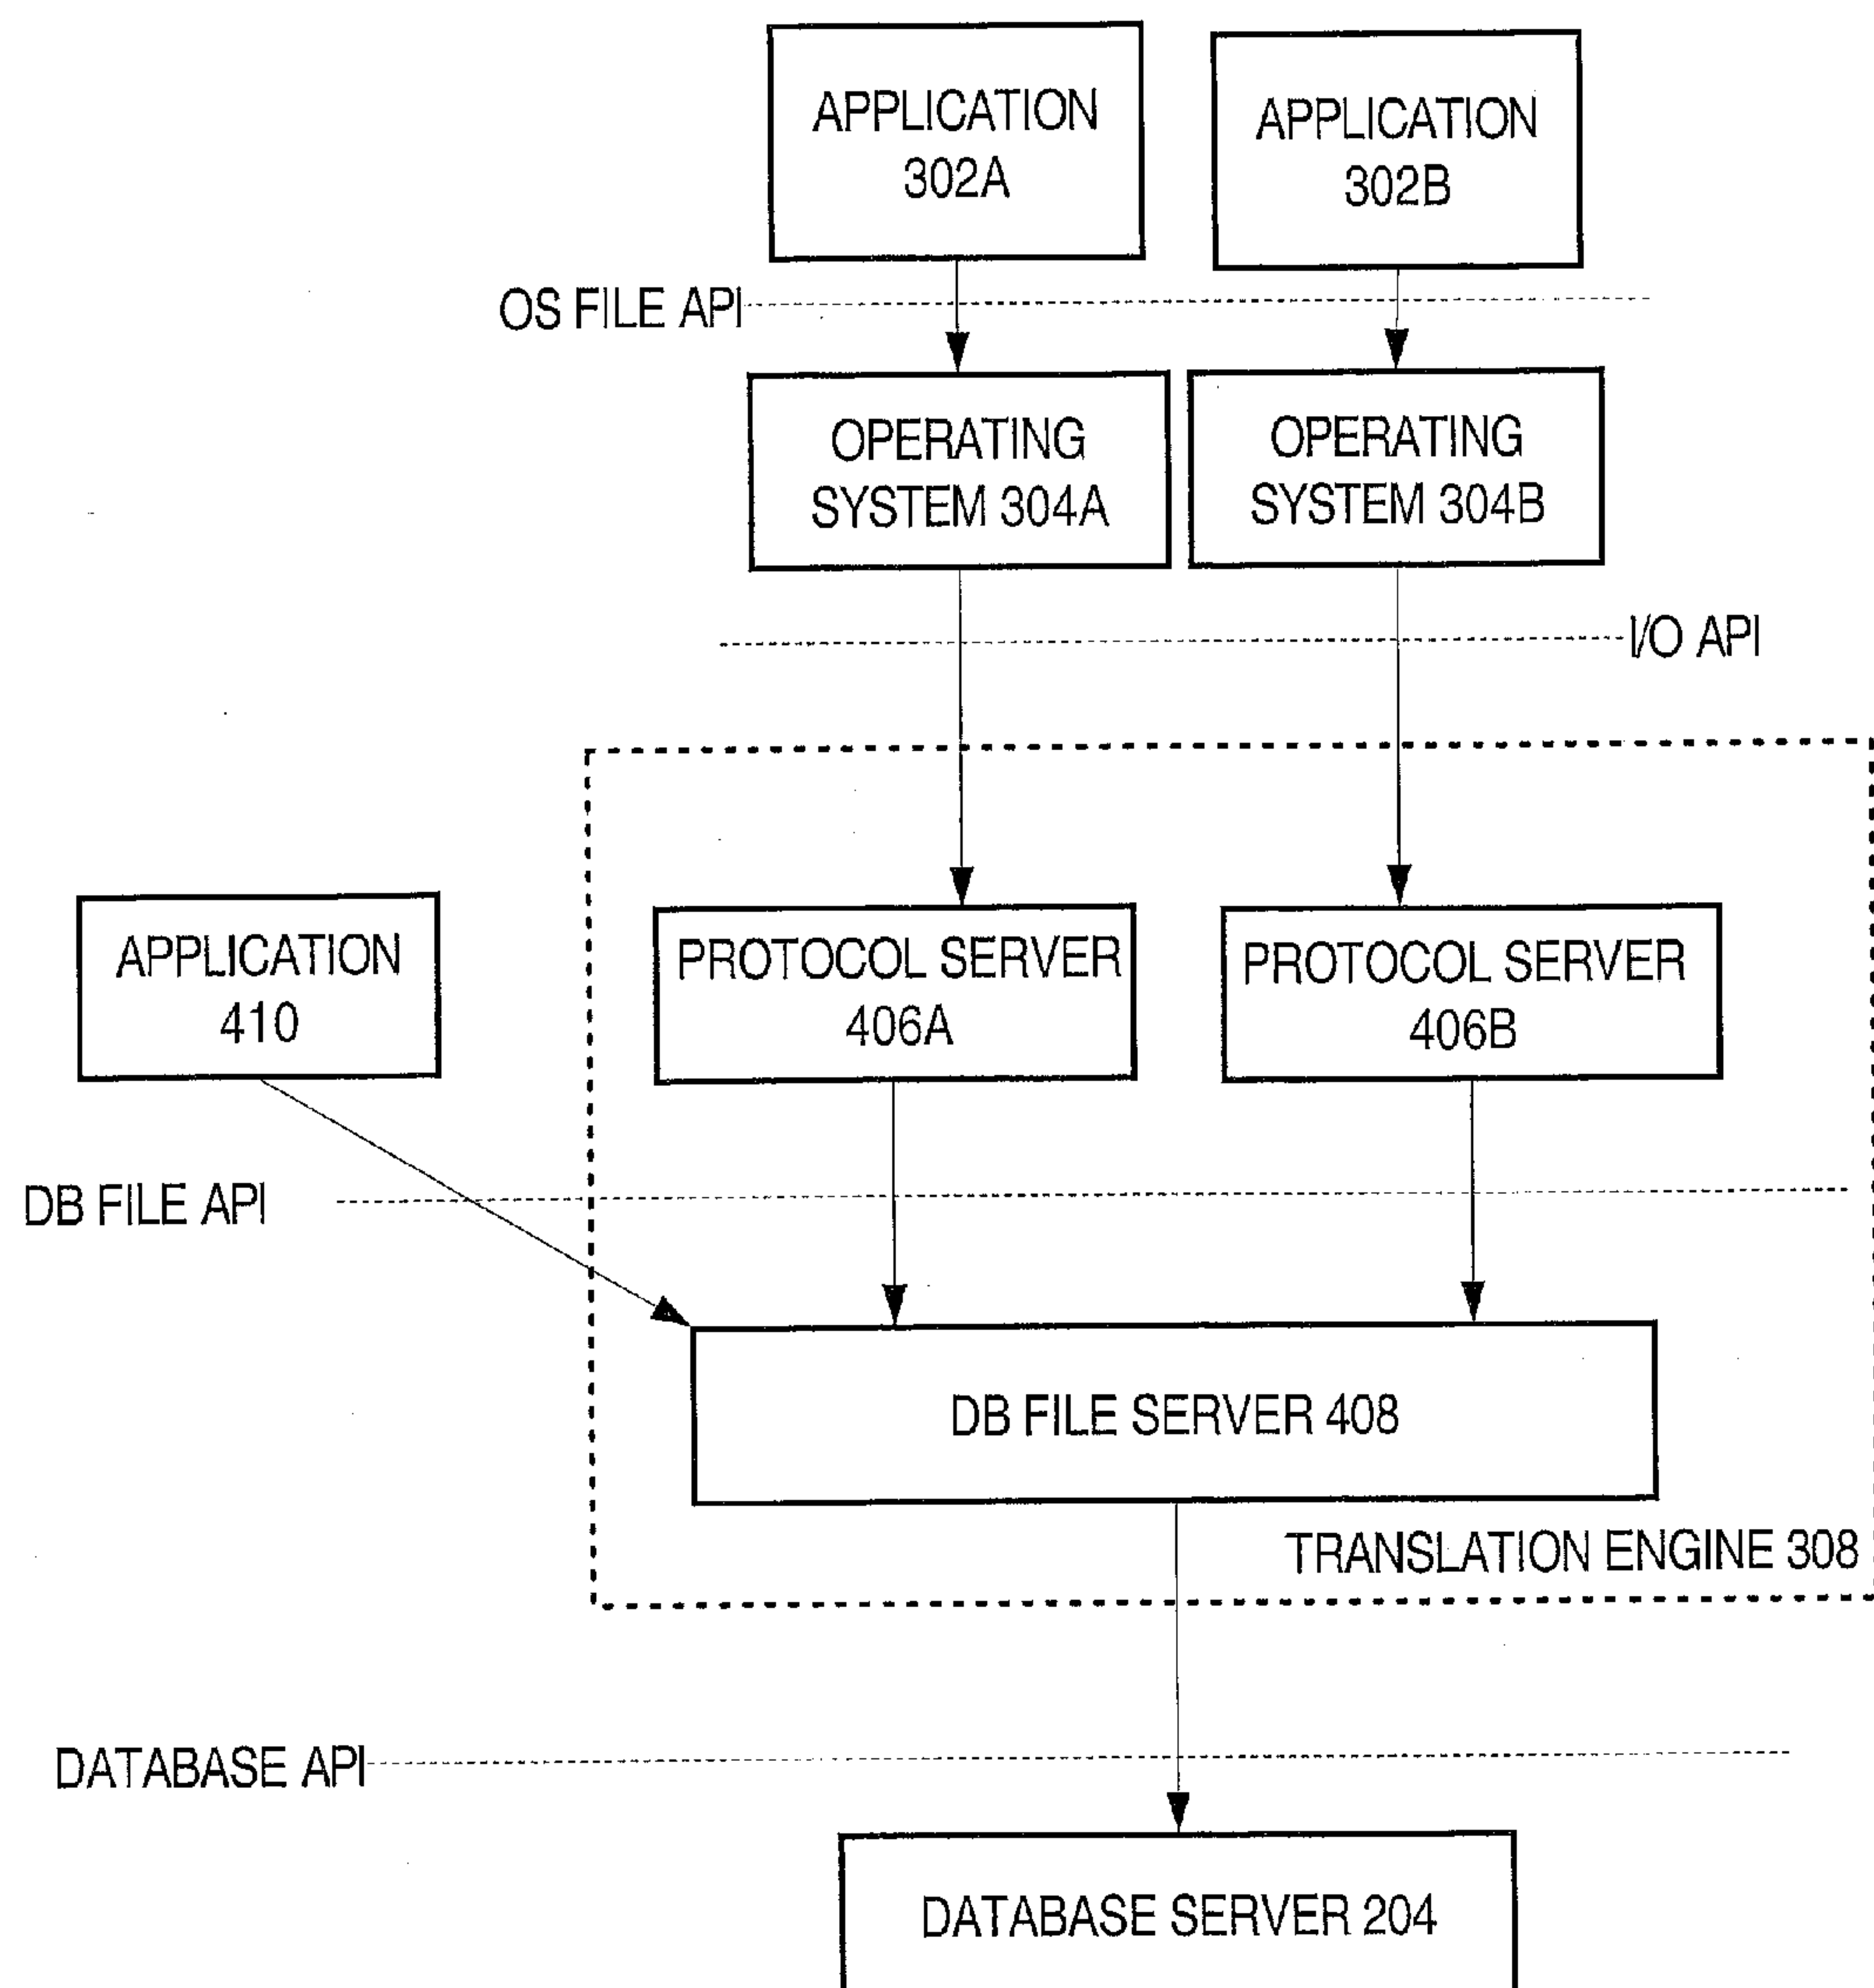 APPLICATION
302A
APPLICATION
302B
OS FILE API
OPERATING
SYSTEM 304A
OPERATING
SYSTEM 304B
I/O API
APPLICATION
410
PROTOCOL SERVER
406A
PROTOCOL SERVER
406B
DB FILE API
DB FILE SERVER 408
TRANSLATION ENGINE 308
DATABASE API
DATABASE SERVER 204